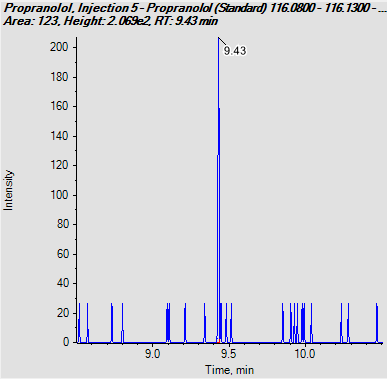 Propranolol, Injection 5 - Propranolol (Standard) 116.0800 - 116.1300 - ...
Area: 123, Height: 2.069e2, RT: 9.43 min
200
180
160
140
120
100
80
60
40
20
0
Intensity
9.43
9.0 9.5 10.0
Time, min